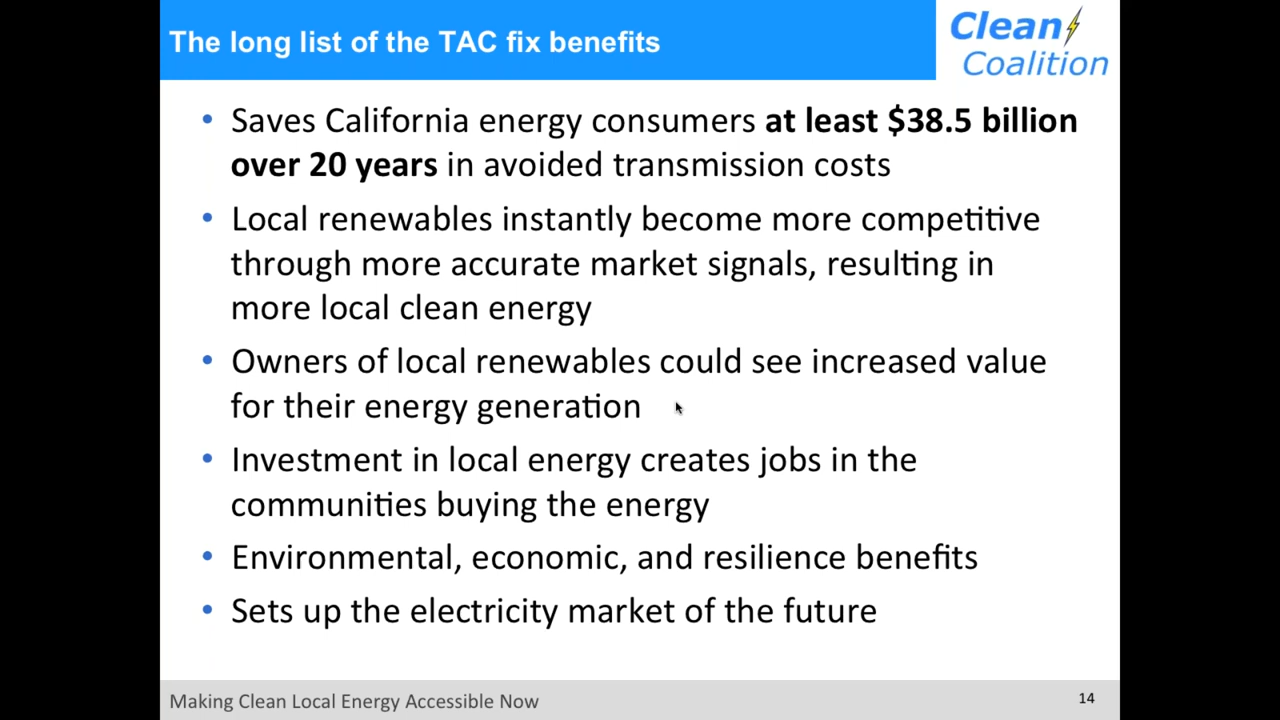 The long list of the TAC fix benefits
Clean
Coalition
• Saves California energy consumers at least $38.5 billion
over 20 years in avoided transmission costs
• Local renewables instantly become more competitive
through more accurate market signals, resulting in
more local clean energy
• Owners of local renewables could see increased value
for their energy generation
• Investment in local energy creates jobs in the
communities buying the energy
• Environmental, economic, and resilience benefits
• Sets up the electricity market of the future
Making Clean Local Energy Accessible Now
14